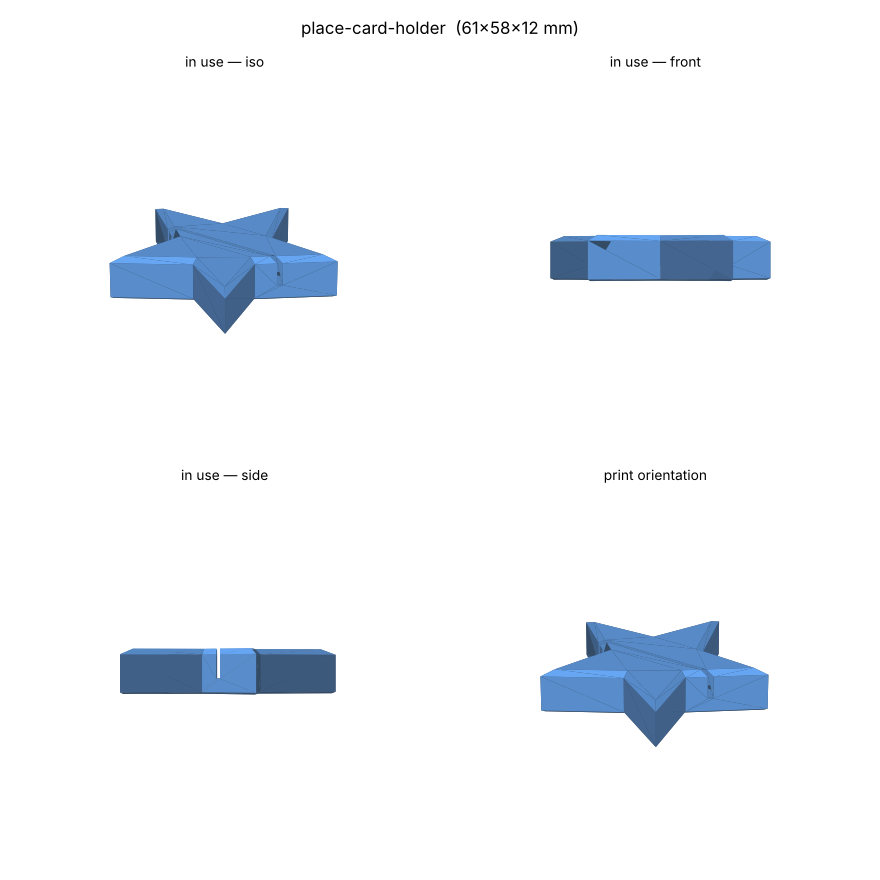 place-card-holder  (61×58×12 mm)
in use — iso
in use — front
in use — side
print orientation